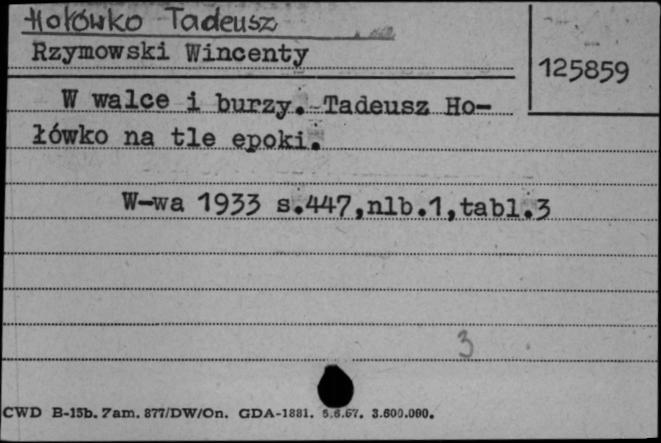 Hołówko Tadeusz
Rzymowski Wincenty
125859
W walce i burzy. Tadeusz Ho-
łówko na tle epoki.
W-wa 1933 s.447,nlb.1,tabl.3
3
CWD B-15b. Zam. 877/DW/On. GDA-1881. 5.6.67. 3.600.000.